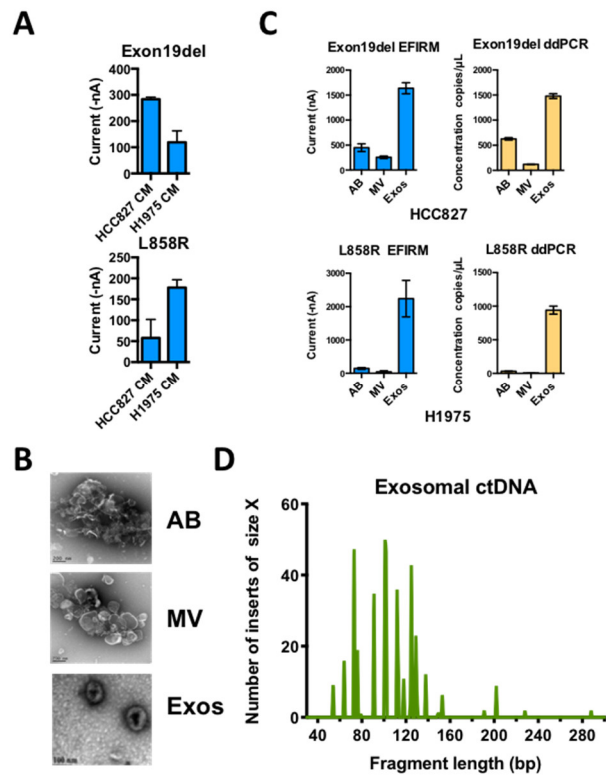 A
Exon19del
Current (-nA)
400
300
200
100
0
HCC827 CM
H1975 CM
L858R
Current (-nA)
200
150
100
50
0
HCC827 CM
H1975 CM
C
Exon19del EFIRM
Current (nA)
2000
1500
1000
500
0
AB
MV
Exos
Exon19del ddPCR
Concentration copies/µL
2000
1500
1000
500
0
AB
MV
Exos
HCC827
L858R EFIRM
Current (-nA)
3000
2000
1000
0
AB
MV
Exos
L858R ddPCR
Concentration copies/µL
1500
1000
500
0
AB
MV
Exos
H1975
B
AB
MV
Exos
100 nm
D
Exosomal ctDNA
Number of inserts of size X
60
40
20
0
40
80
120
160
200
240
280
Fragment length (bp)